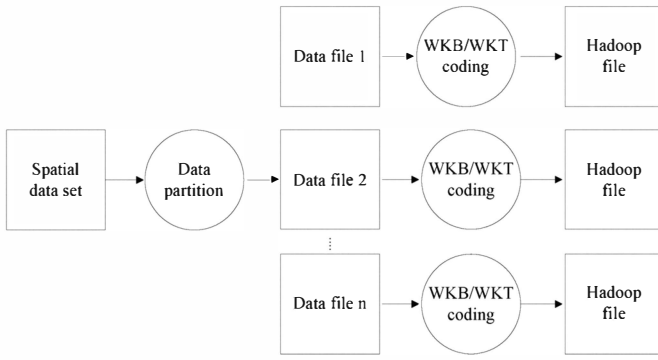 Data file 1
WKB/WKT
coding
Hadoop
file
Spatial
data set
Data
partition
Data file 2
WKB/WKT
coding
Hadoop
file
Data file n
WKB/WKT
coding
Hadoop
file